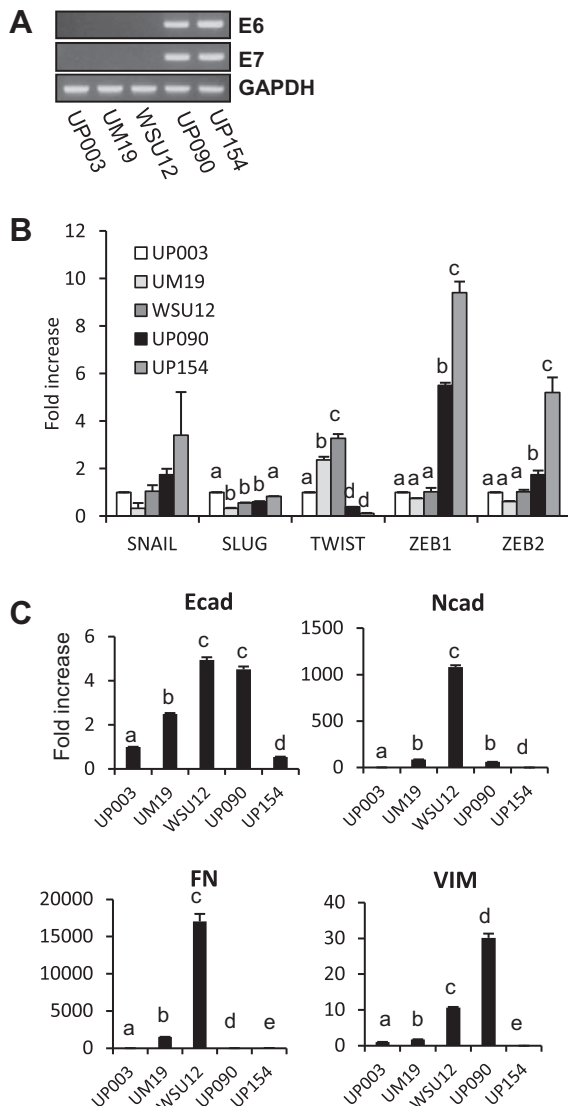 A
E6
E7
GAPDH
UP003 UM19 WSU12 UP090 UP154
B
12
10
8
6
4
2
0
Fold increase
UP003
UM19
WSU12
UP090
UP154
a a a b b b a a b c d d a a a b c a a a b c
SNAIL SLUG TWIST ZEB1 ZEB2
C
Ecad
6
4
2
0
Fold increase
a b c c d
UP003 UM19 WSU12 UP090 UP154
Ncad
1500
1000
500
0
a b c b d
UP003 UM19 WSU12 UP090 UP154
FN
20000
15000
10000
5000
0
a b c d e
UP003 UM19 WSU12 UP090 UP154
VIM
40
30
20
10
0
a b c d e
UP003 UM19 WSU12 UP090 UP154